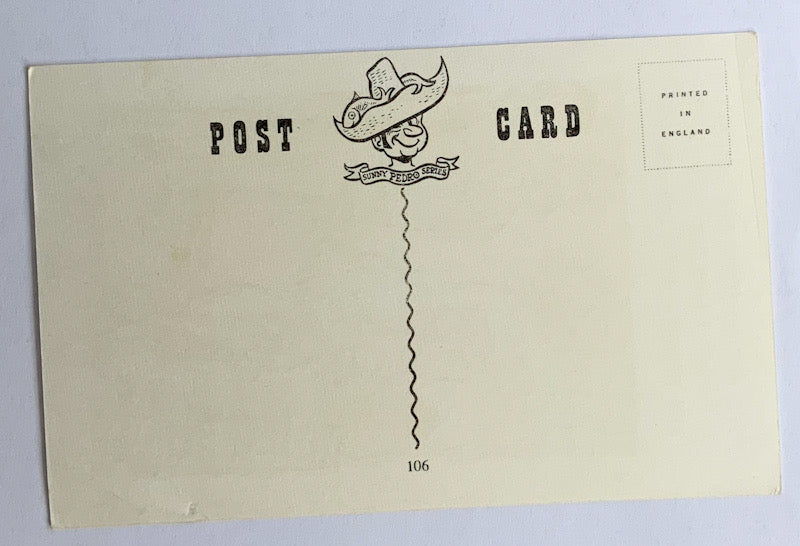 POST CARD
SUNNY PEDRO SERIES
PRINTED
IN
ENGLAND
106